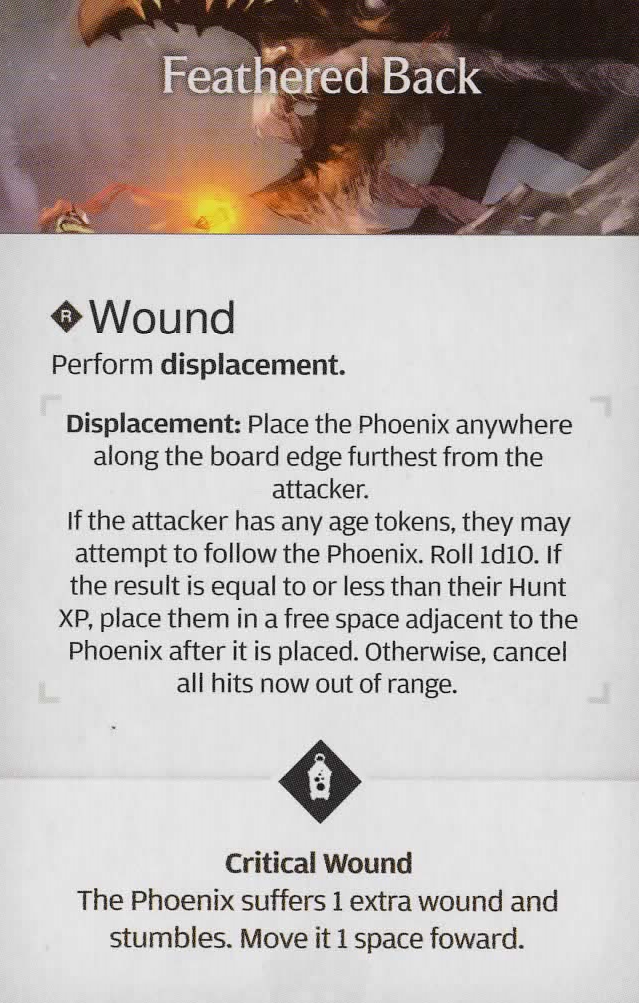 Feathered Back
R Wound
Perform displacement.
Displacement: Place the Phoenix anywhere
along the board edge furthest from the
attacker.
If the attacker has any age tokens, they may
attempt to follow the Phoenix. Roll 1d10. If
the result is equal to or less than their Hunt
XP, place them in a free space adjacent to the
Phoenix after it is placed. Otherwise, cancel
all hits now out of range.
Critical Wound
The Phoenix suffers 1 extra wound and
stumbles. Move it 1 space foward.